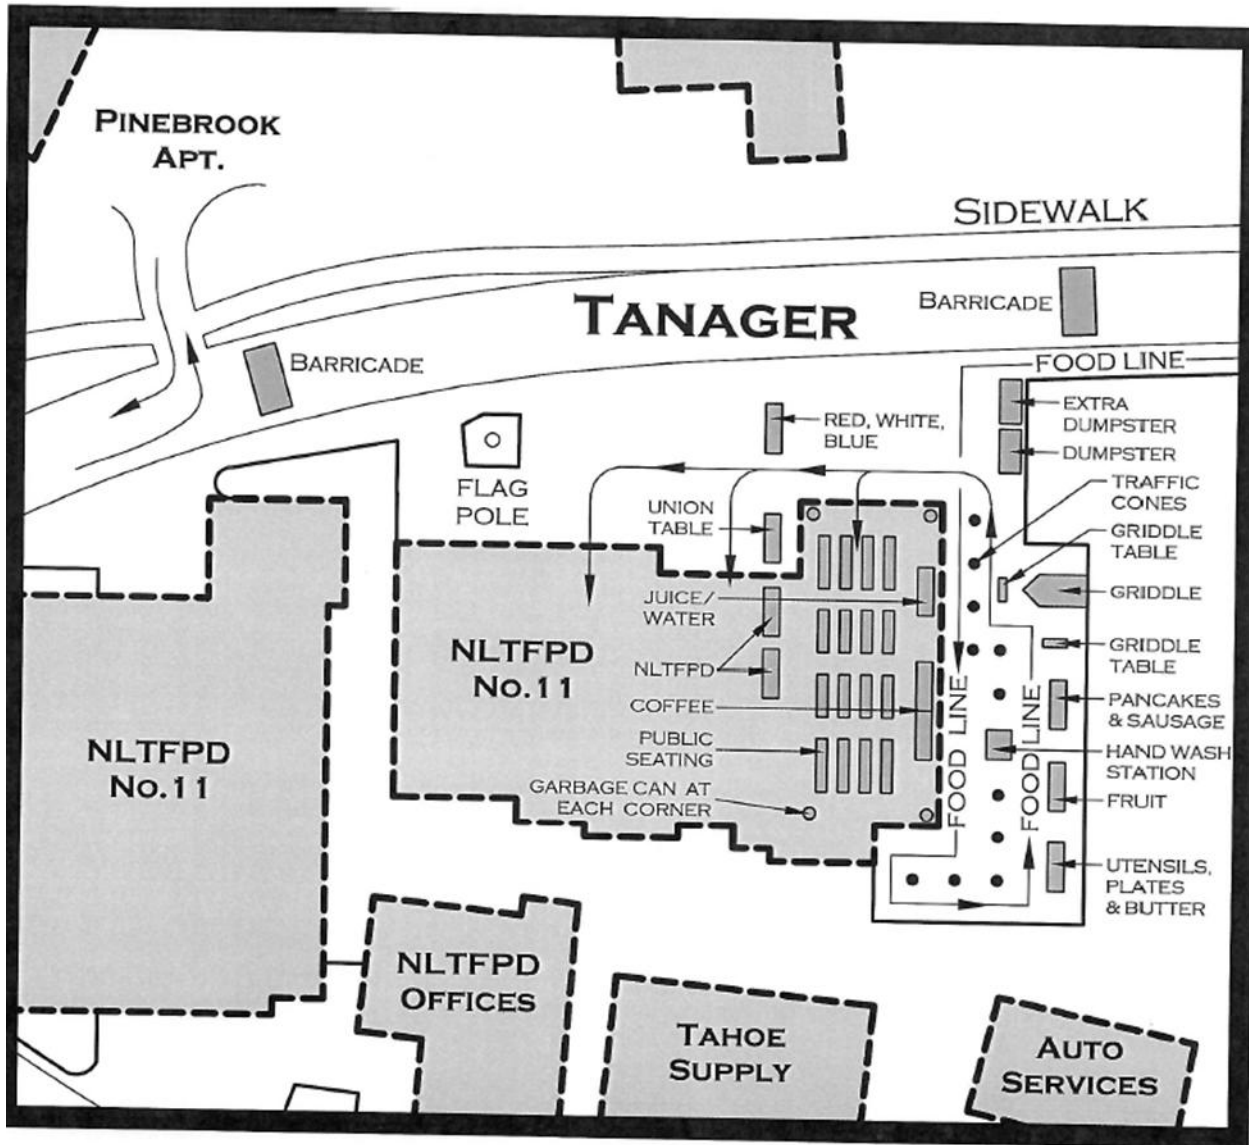 PINEBROOK
APT.
SIDEWALK
TANAGER
BARRICADE
BARRICADE
FOOD LINE
EXTRA
DUMPSTER
RED, WHITE,
BLUE
DUMPSTER
FLAG
POLE
TRAFFIC
CONES
UNION
TABLE
GRIDDLE
TABLE
JUICE/
WATER
GRIDDLE
NLTFPD
NO.11
NLTFPD
GRIDDLE
TABLE
COFFEE
PANCAKES
& SAUSAGE
FOOD LINE
FOOD LINE
NLTFPD
NO.11
PUBLIC
SEATING
HAND WASH
STATION
GARBAGE CAN AT
EACH CORNER
FRUIT
UTENSILS,
PLATES
& BUTTER
NLTFPD
OFFICES
TAHOE
SUPPLY
AUTO
SERVICES